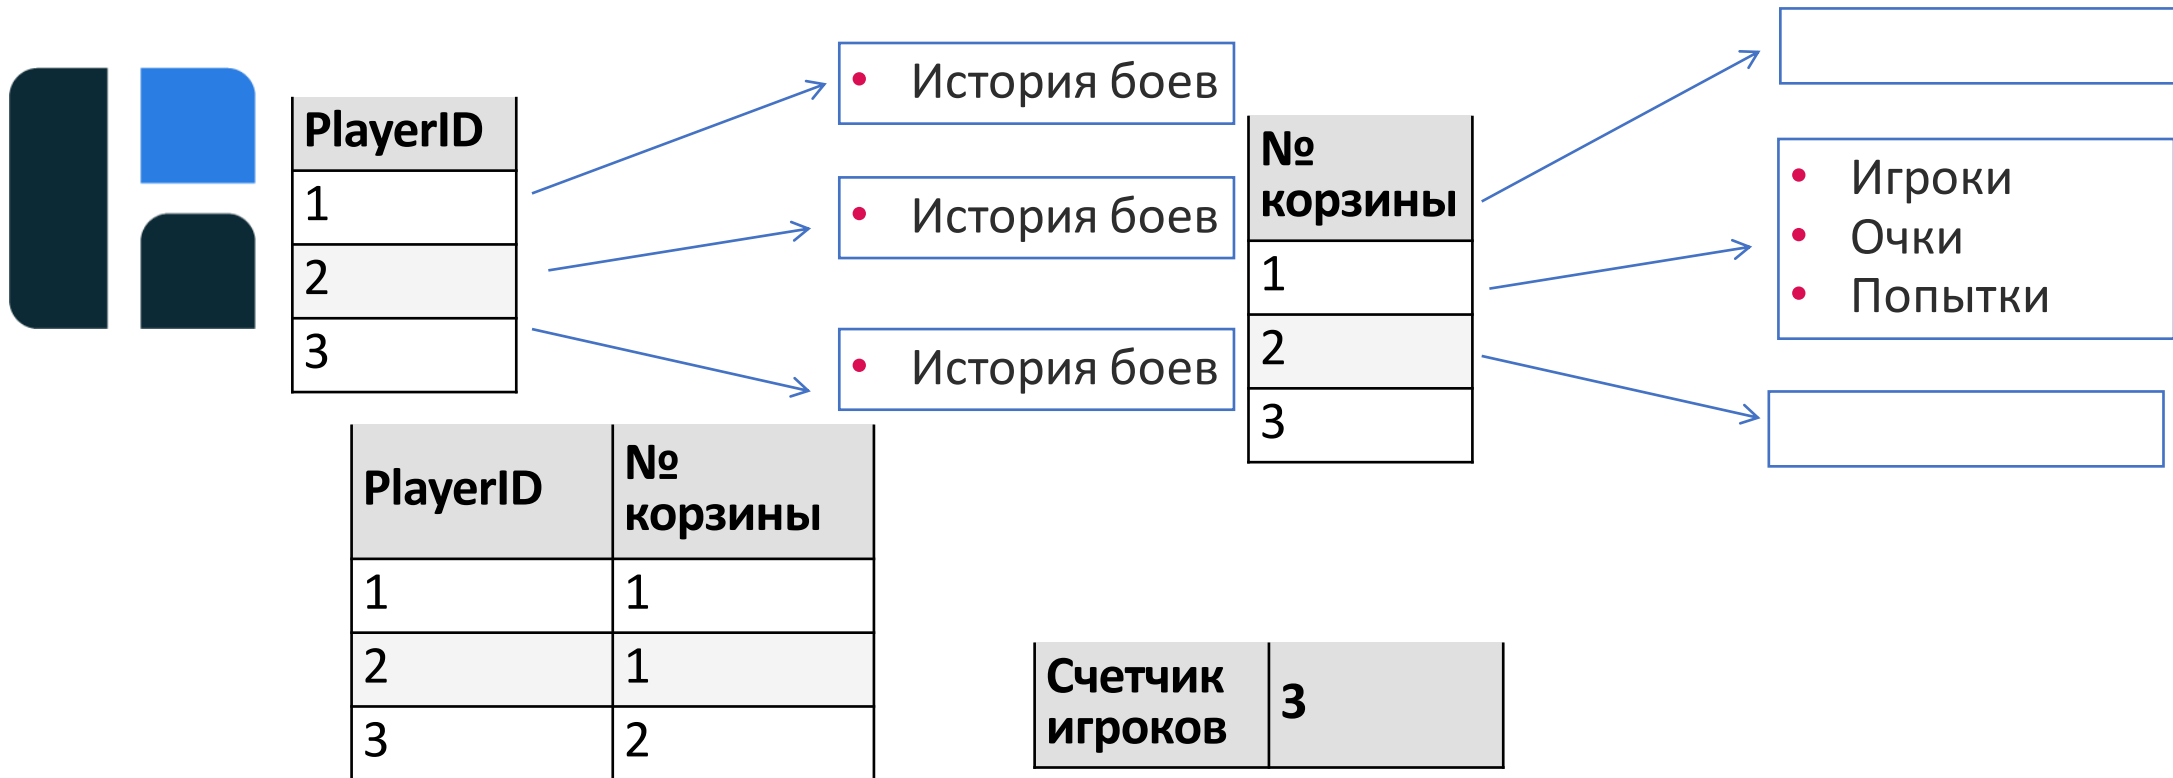 PlayerID
1
2
3
• История боев
• История боев
• История боев
№
корзины
1
2
3
• Игроки
• Очки
• Попытки
PlayerID № корзины
1 1
2 1
3 2
Счетчик
игроков 3